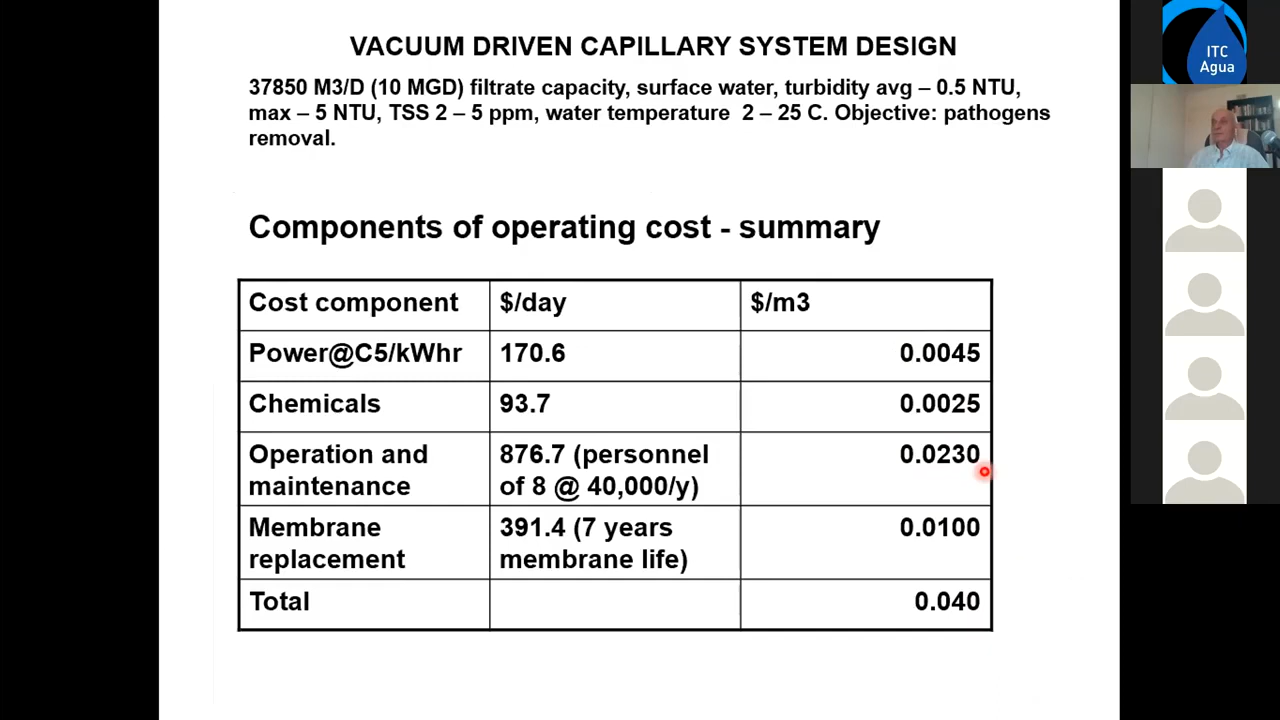 VACUUM DRIVEN CAPILLARY SYSTEM DESIGN
37850 M3/D (10 MGD) filtrate capacity, surface water, turbidity avg – 0.5 NTU,
max – 5 NTU, TSS 2 – 5 ppm, water temperature 2 – 25 C. Objective: pathogens
removal.
Components of operating cost - summary
Cost component $/day $/m3
Power@C5/kWhr 170.6 0.0045
Chemicals 93.7 0.0025
Operation and maintenance 876.7 (personnel of 8 @ 40,000/y) 0.0230
Membrane replacement 391.4 (7 years membrane life) 0.0100
Total 0.040
ITC
Agua